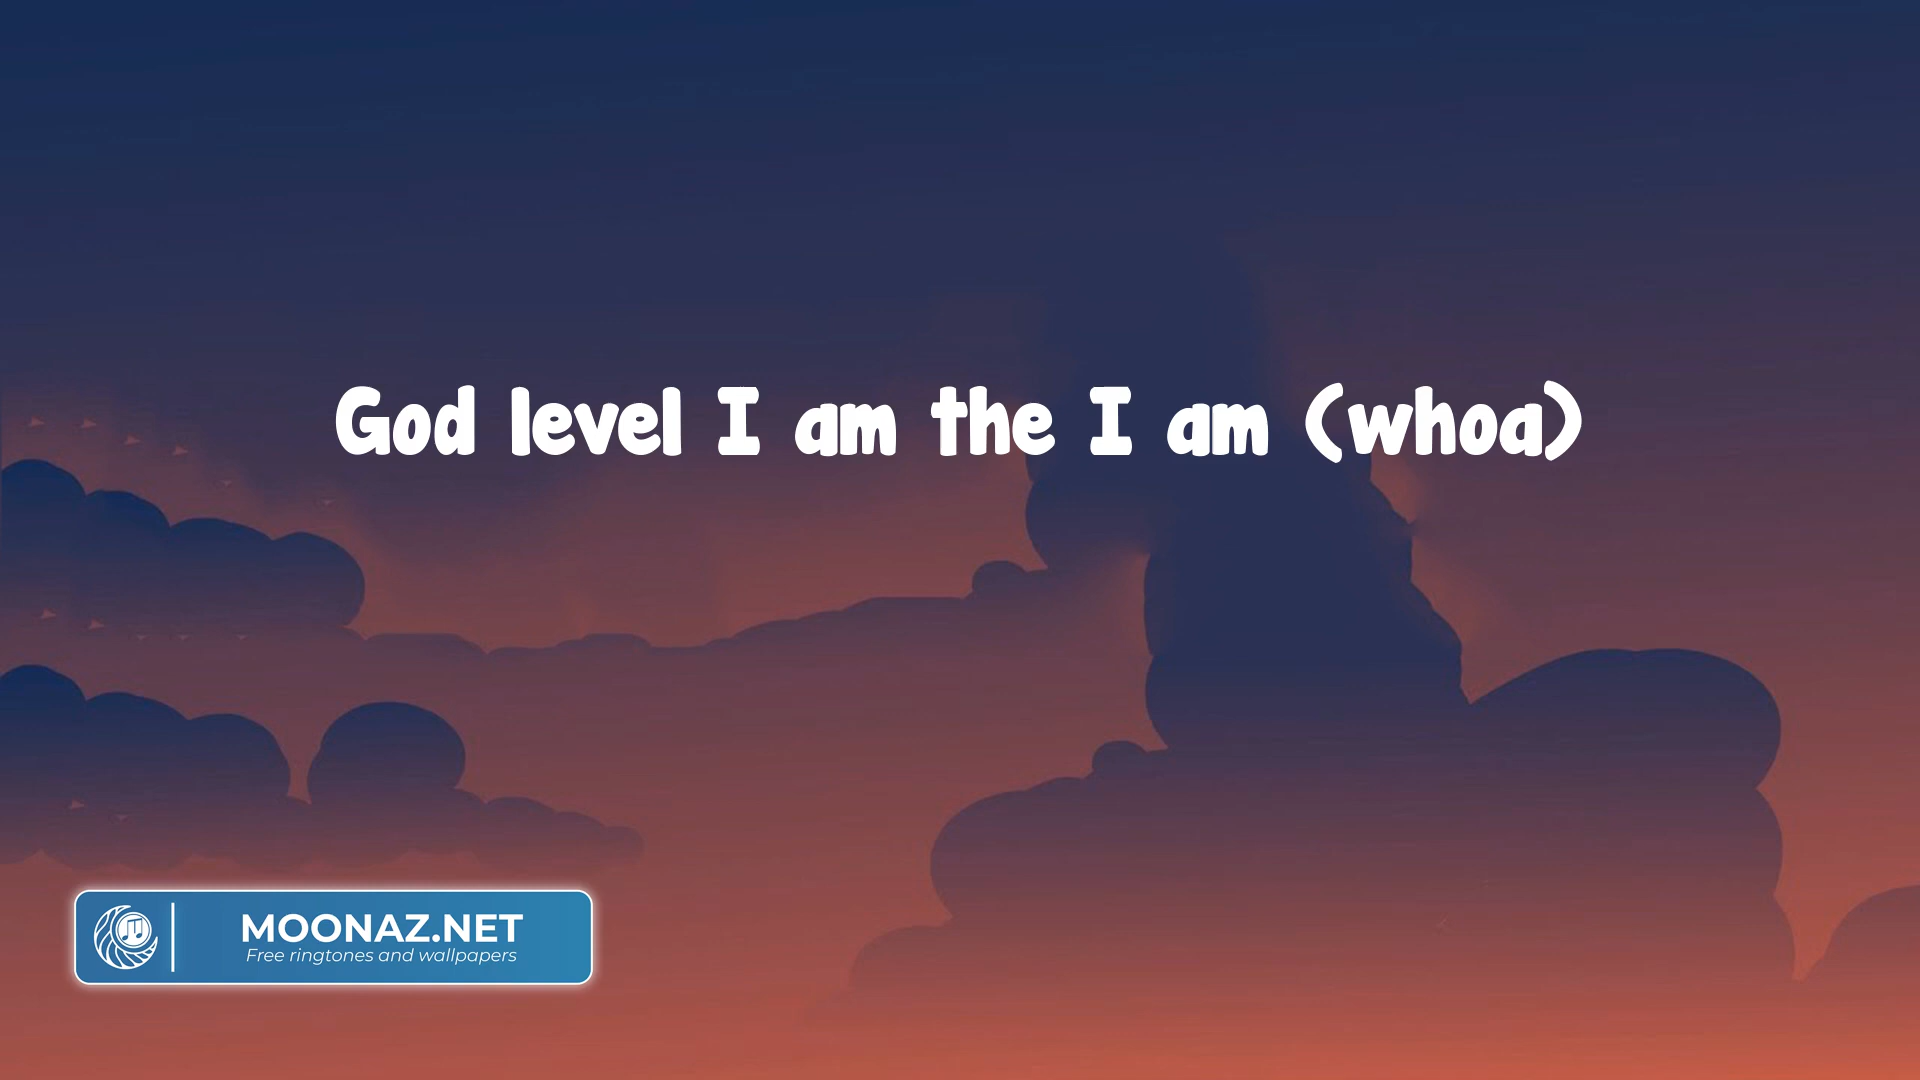 God level I am the I am (whoa)
MOONAZ.NET
Free ringtones and wallpapers